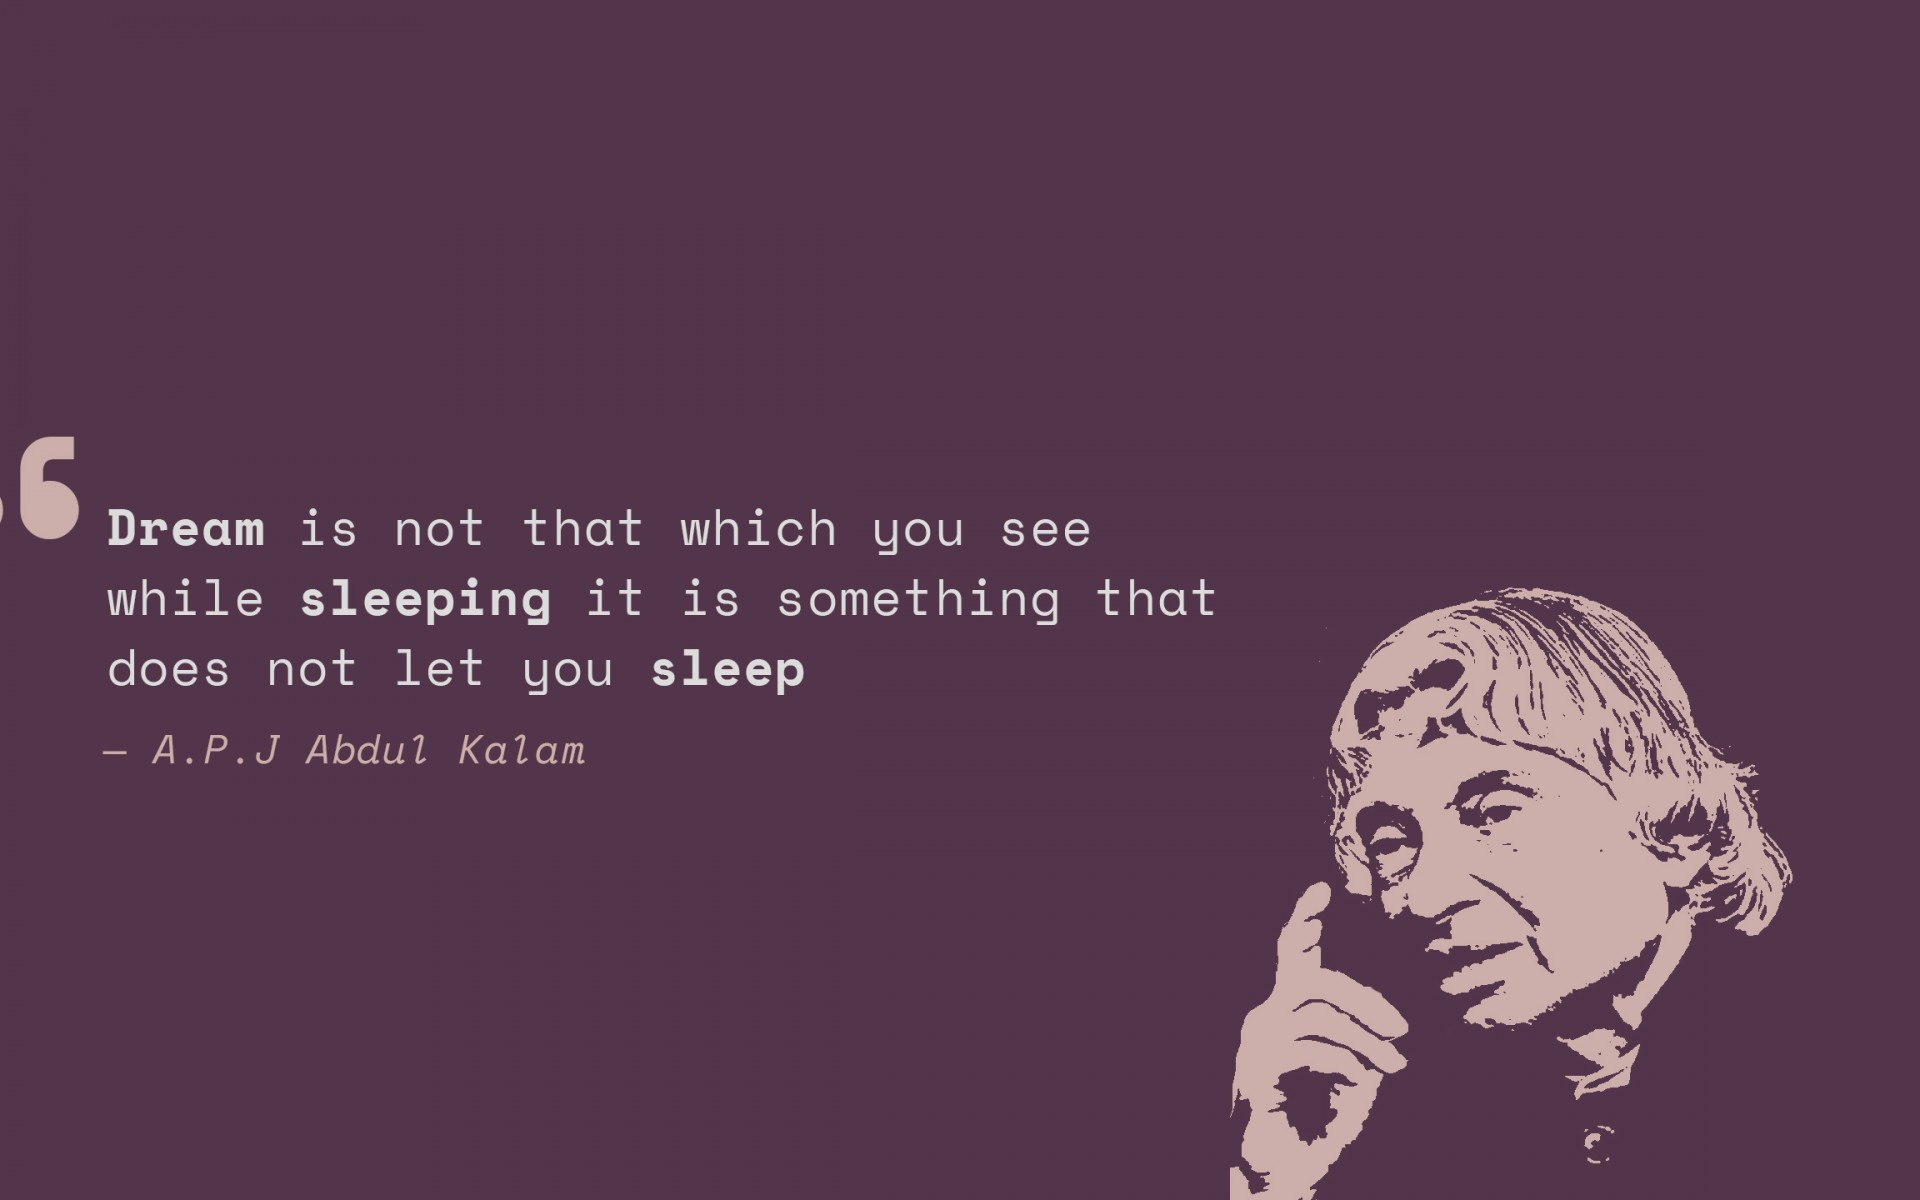 “
Dream is not that which you see
while sleeping it is something that
does not let you sleep
— A.P.J Abdul Kalam